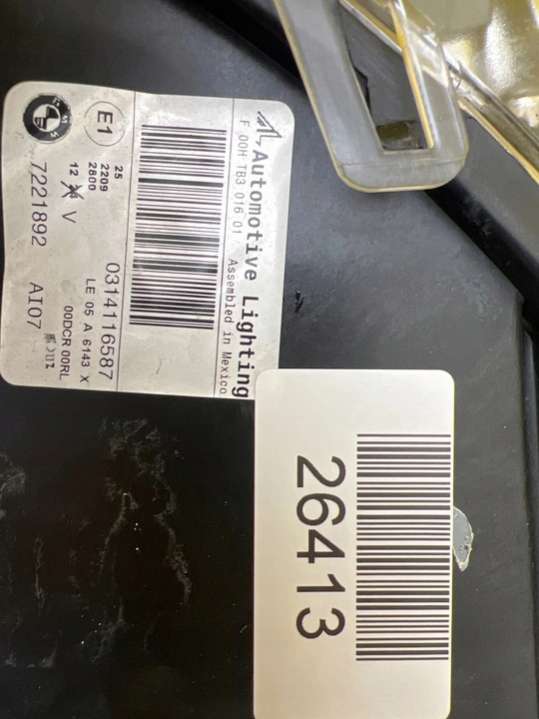 Automotive Lighting
F 00H TB3 016 01
Assembled in Mexico
E1
25
2209
2800
12
V
7221892
0314116587
LE 05 A 6143 X
00DCR 00RL
AI07
26413